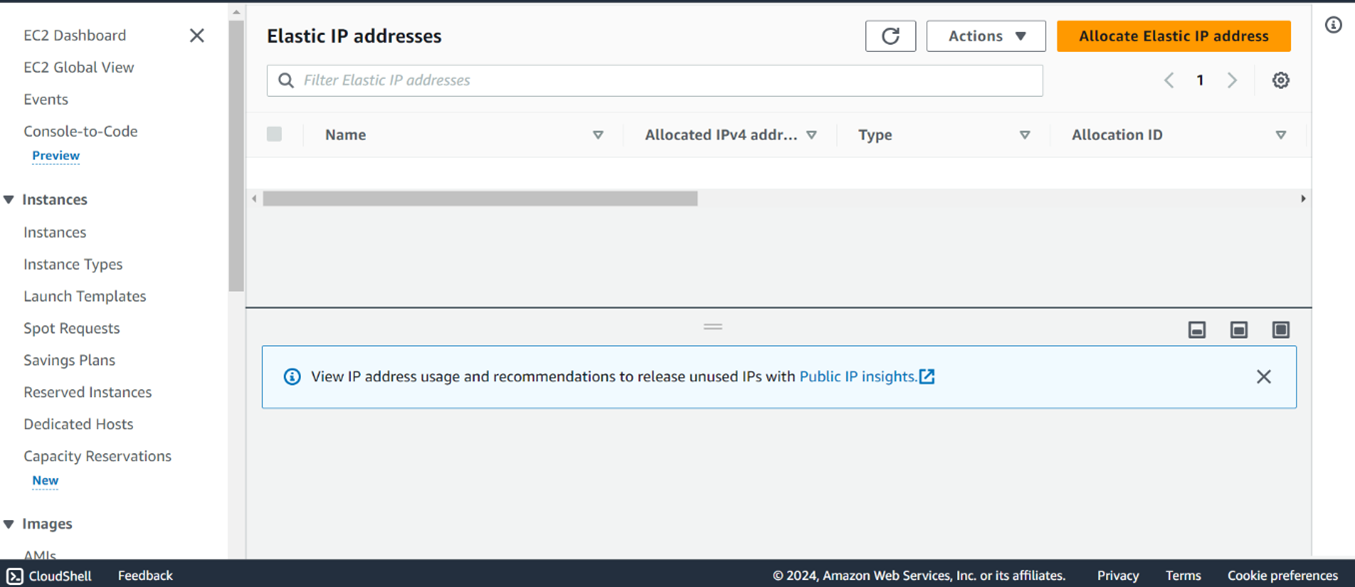 EC2 Dashboard
EC2 Global View
Events
Console-to-Code
Preview
Instances
Instances
Instance Types
Launch Templates
Spot Requests
Savings Plans
Reserved Instances
Dedicated Hosts
Capacity Reservations
New
Images
AMIs
Elastic IP addresses
Actions
Allocate Elastic IP address
Filter Elastic IP addresses
1
Name Allocated IPv4 addr... Type Allocation ID
View IP address usage and recommendations to release unused IPs with Public IP insights.
CloudShell Feedback © 2024, Amazon Web Services, Inc. or its affiliates. Privacy Terms Cookie preferences